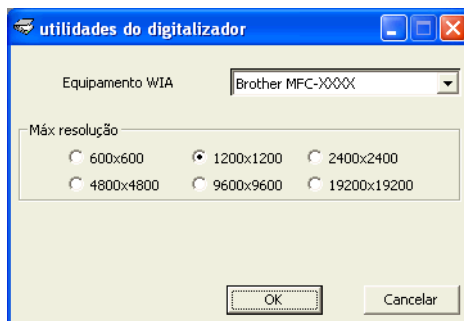 utilidades do digitalizador
Equipamento WIA Brother MFC-XXXX
Máx resolução
600x600 1200x1200 2400x2400
4800x4800 9600x9600 19200x19200
OK Cancelar